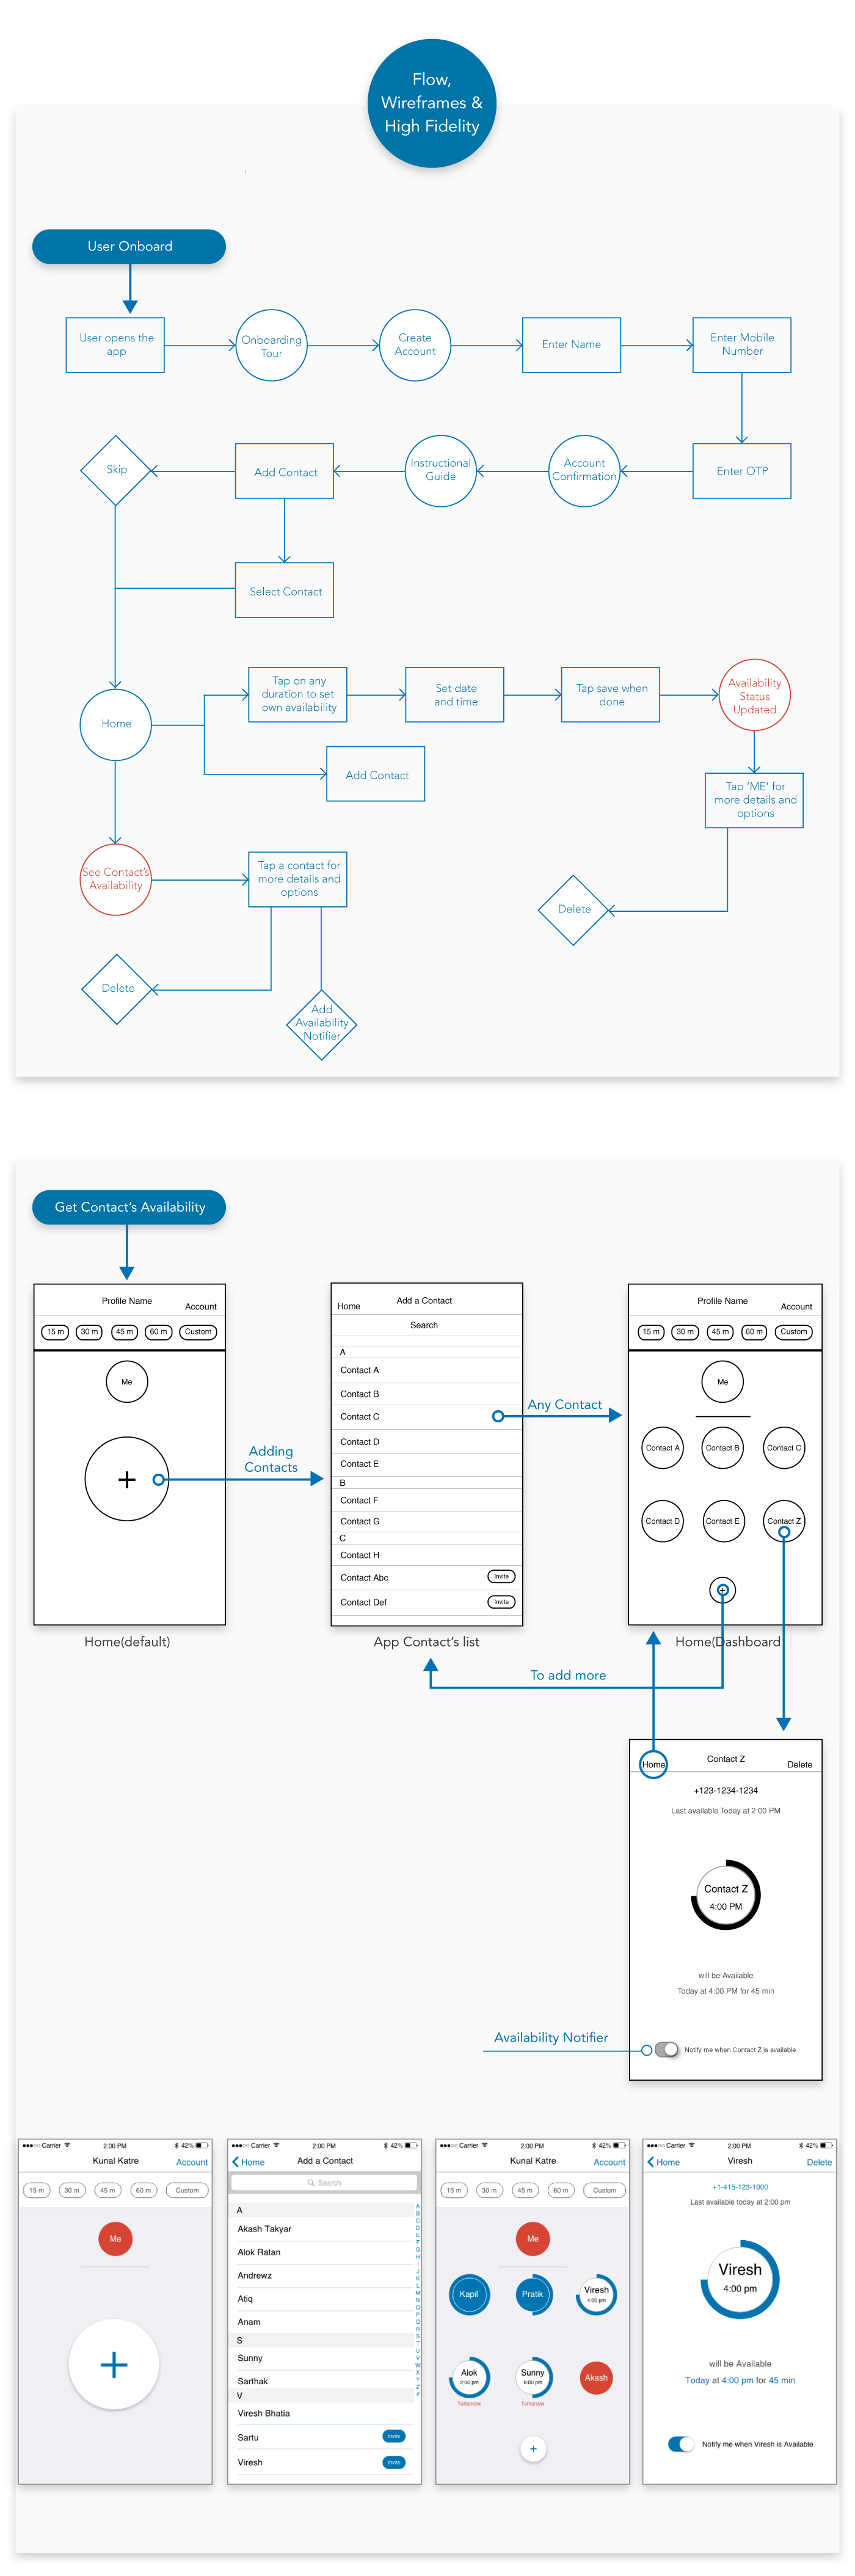 Flow,
Wireframes &
High Fidelity
User Onboard
User opens the
app
Onboarding
Tour
Create
Account
Enter Name
Enter Mobile
Number
Skip
Add Contact
Instructional
Guide
Account
Confirmation
Enter OTP
Select Contact
Home
Tap on any
duration to set
own availability
Set date
and time
Tap save when
done
Availability
Status
Updated
Add Contact
Tap ‘ME’ for
more details and
options
See Contact’s
Availability
Tap a contact for
more details and
options
Delete
Delete
Add
Availability
Notifier
Get Contact’s Availability
Profile Name
Account
15 m 30 m 45 m 60 m Custom
Me
+
Home(default)
Adding
Contacts
Home
Add a Contact
Search
A
Contact A
Contact B
Contact C
Contact D
Contact E
B
Contact F
Contact G
C
Contact H
Contact Abc Invite
Contact Def Invite
App Contact’s list
Any Contact
Profile Name
Account
15 m 30 m 45 m 60 m Custom
Me
Contact A Contact B Contact C
Contact D Contact E Contact Z
+
Home(Dashboard
To add more
Home
Contact Z
Delete
+123-1234-1234
Last available Today at 2:00 PM
Contact Z
4:00 PM
will be Available
Today at 4:00 PM for 45 min
Availability Notifier
Notify me when Contact Z is available
Carrier 2:00 PM 42%
Kunal Katre Account
15 m 30 m 45 m 60 m Custom
Me
+
Carrier 2:00 PM 42%
Home Add a Contact
Search
A
Akash Takyar
Alok Ratan
Andrewz
Atiq
Anam
S
Sunny
Sarthak
V
Viresh Bhatia
Sartu Invite
Viresh Invite
A
B
C
D
E
F
G
H
I
J
K
L
M
N
O
P
Q
R
S
T
U
V
W
X
Y
Z
#
Carrier 2:00 PM 42%
Kunal Katre Account
15 m 30 m 45 m 60 m Custom
Me
Kapil Pratik Viresh
4:00 pm
Alok Sunny Akash
2:00 pm 6:00 pm
Tomorrow Tomorrow
+
Carrier 2:00 PM 42%
Home Viresh Delete
+1-415-123-1000
Last available today at 2:00 pm
Viresh
4:00 pm
will be Available
Today at 4:00 pm for 45 min
Notify me when Viresh is Available